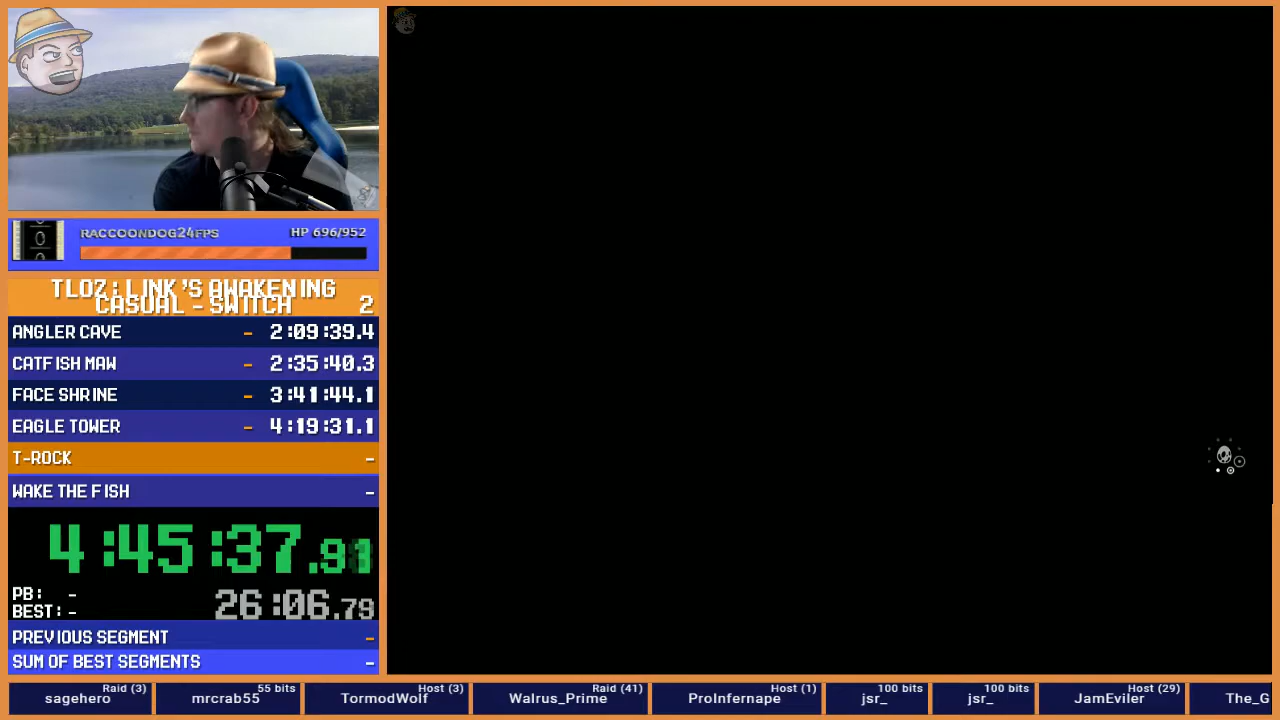 RACCOONDOG24FPS HP 696/952
TLOZ: LINK'S AWAKENING
CASUAL - SWITCH 2
ANGLER CAVE - 2:09:39.4
CATFISH MAW - 2:35:40.3
FACE SHRINE - 3:41:44.1
EAGLE TOWER - 4:19:31.1
T-ROCK -
WAKE THE FISH -
4:45:37.91
PB: -
BEST: -
26:06.79
PREVIOUS SEGMENT -
SUM OF BEST SEGMENTS -
Raid (3) 55 bits Host (3) Raid (41) Host (1) 100 bits 100 bits Host (29)
sagehero mrcrab55 TormodWolf Walrus_Prime ProInfernape jsr_ jsr_ JamEviler The_G